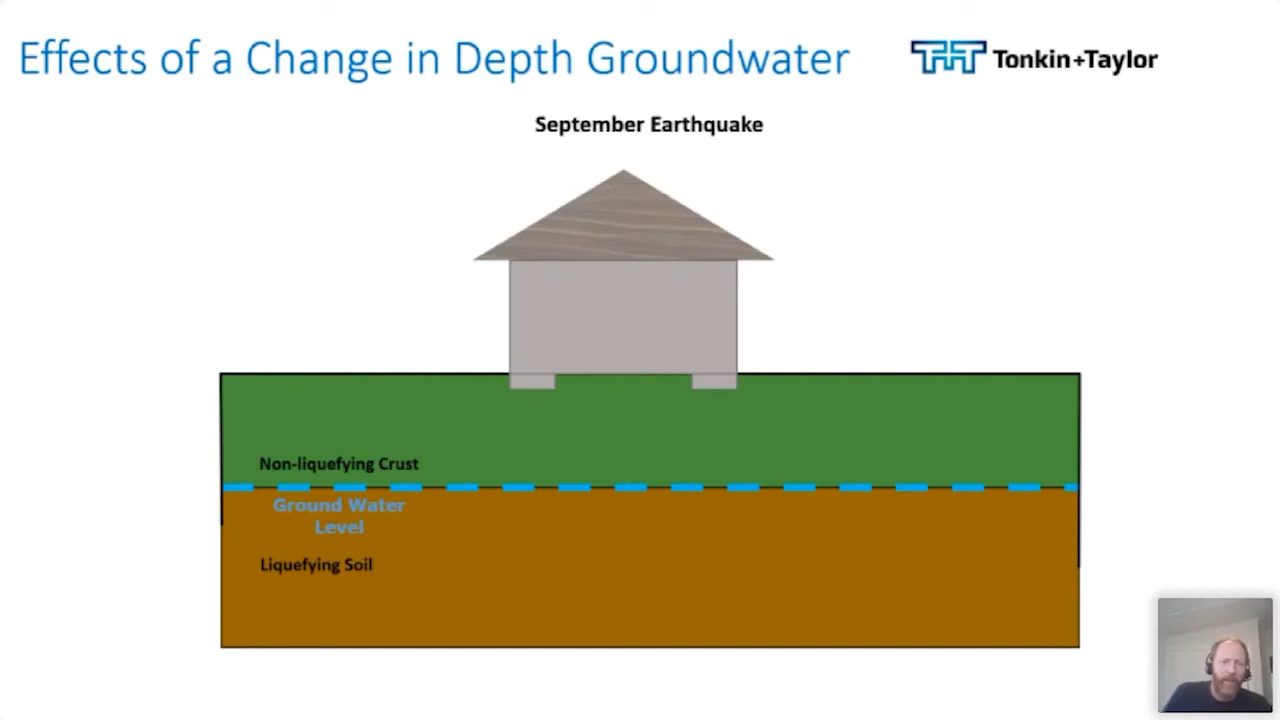 Effects of a Change in Depth Groundwater
Tonkin+Taylor
September Earthquake
Non-liquefying Crust
Ground Water
Level
Liquefying Soil